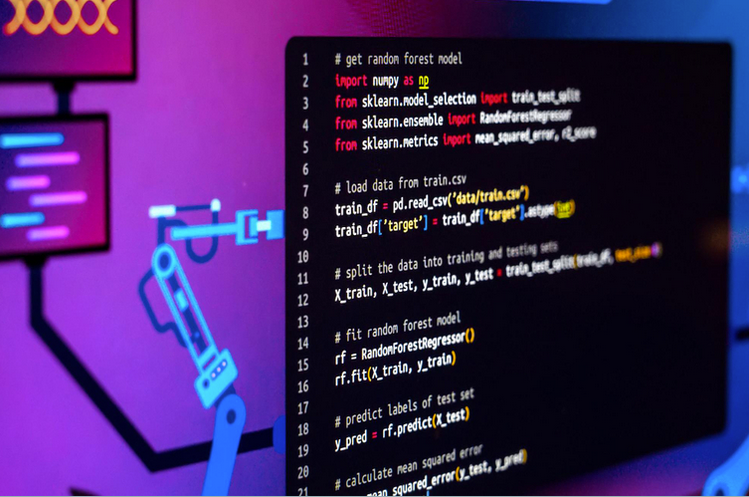 1 # get random forest model
2 import numpy as np
3 from sklearn.model_selection import train_test_split
4 from sklearn.ensemble import RandomForestRegressor
5 from sklearn.metrics import mean_squared_error, r2_score
6
7 # load data from train.csv
8 train_df = pd.read_csv("data/train.csv")
9 train_df['target'] = train_df['target'].astype(int)
10
11 # split the data into training and testing sets
12 X_train, X_test, y_train, y_test = train_test_split(train_df,
13
14 # fit random forest model
15 rf = RandomForestRegressor()
16 rf.fit(X_train, y_train)
17
18 # predict labels of test set
19 y_pred = rf.predict(X_test)
20
21 # calculate mean squared error
mean_squared_error(y_test, y_pred)